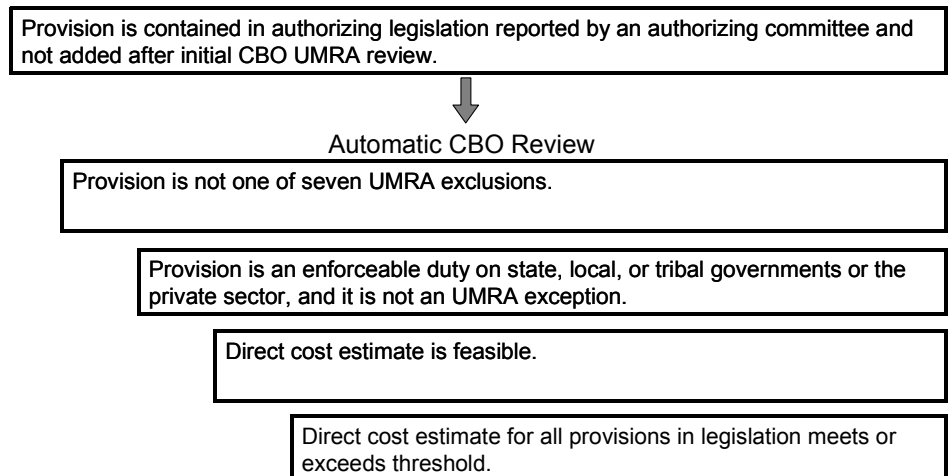 Provision is contained in authorizing legislation reported by an authorizing committee and
not added after initial CBO UMRA review.
Automatic CBO Review
Provision is not one of seven UMRA exclusions.
Provision is an enforceable duty on state, local, or tribal governments or the
private sector, and it is not an UMRA exception.
Direct cost estimate is feasible.
Direct cost estimate for all provisions in legislation meets or
exceeds threshold.